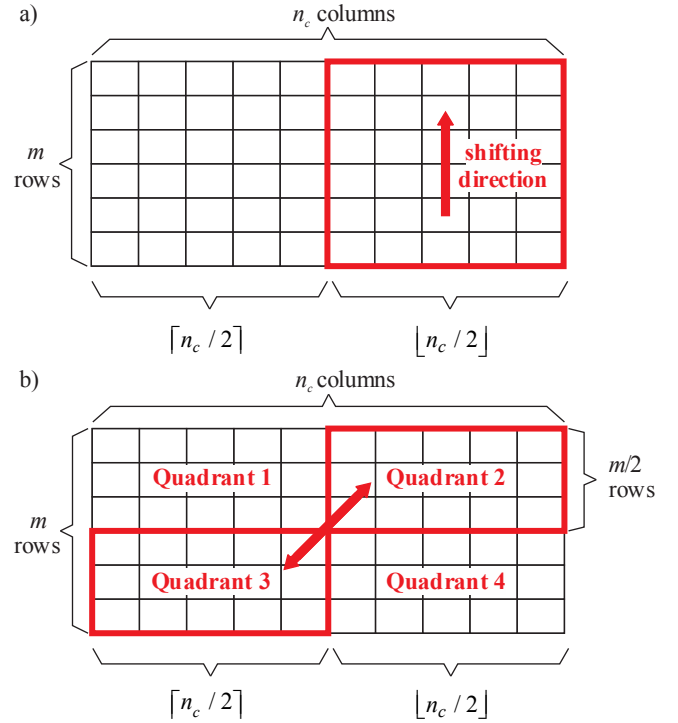 a)
n_c columns
m
rows
shifting
direction
⌈n_c / 2⌉
⌊n_c / 2⌋
b)
n_c columns
Quadrant 1
Quadrant 2
m/2
rows
m
rows
Quadrant 3
Quadrant 4
⌈n_c / 2⌉
⌊n_c / 2⌋